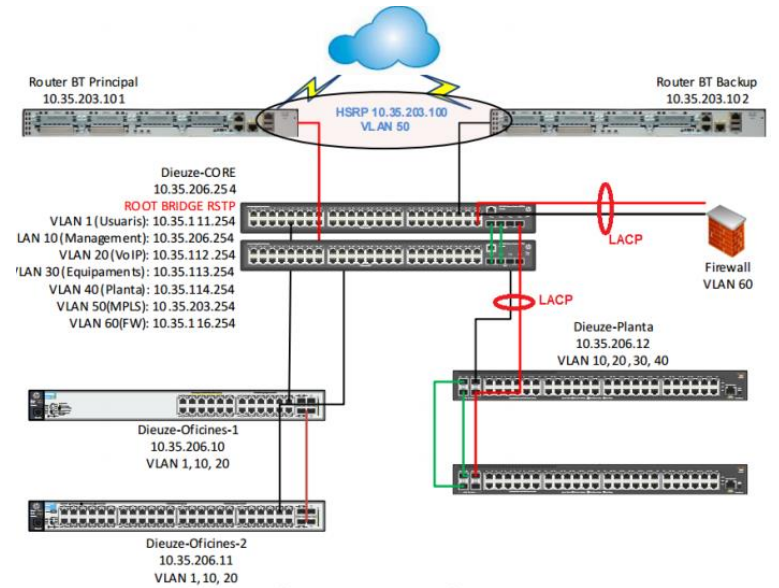 Router BT Principal
10.35.203.101
Router BT Backup
10.35.203.102
HSRP 10.35.203.100
VLAN 50
Dieuze-CORE
10.35.206.254
ROOT BRIDGE RSTP
VLAN 1 (Usuaris): 10.35.111.254
LAN 10 (Management): 10.35.206.254
VLAN 20 (VoIP): 10.35.112.254
VLAN 30 (Equipaments): 10.35.113.254
VLAN 40 (Planta): 10.35.114.254
VLAN 50(MPLS): 10.35.203.254
VLAN 60(FW): 10.35.116.254
LACP
Firewall
VLAN 60
LACP
Dieuze-Planta
10.35.206.12
VLAN 10, 20, 30, 40
Dieuze-Oficines-1
10.35.206.10
VLAN 1, 10, 20
Dieuze-Oficines-2
10.35.206.11
VLAN 1, 10, 20